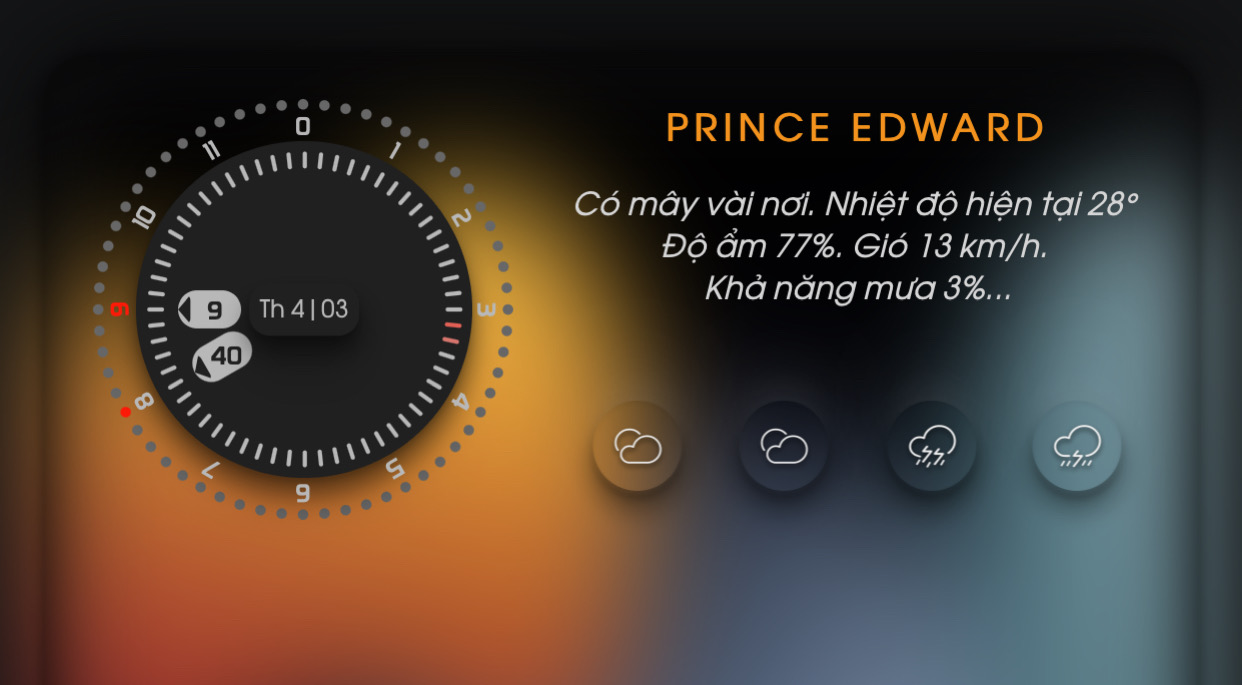 0
1
2
3
4
5
6
7
8
9
10
11
9
Th 4|03
40
PRINCE EDWARD
Có mây vài nơi. Nhiệt độ hiện tại 28°
Độ ẩm 77%. Gió 13 km/h.
Khả năng mưa 3%...